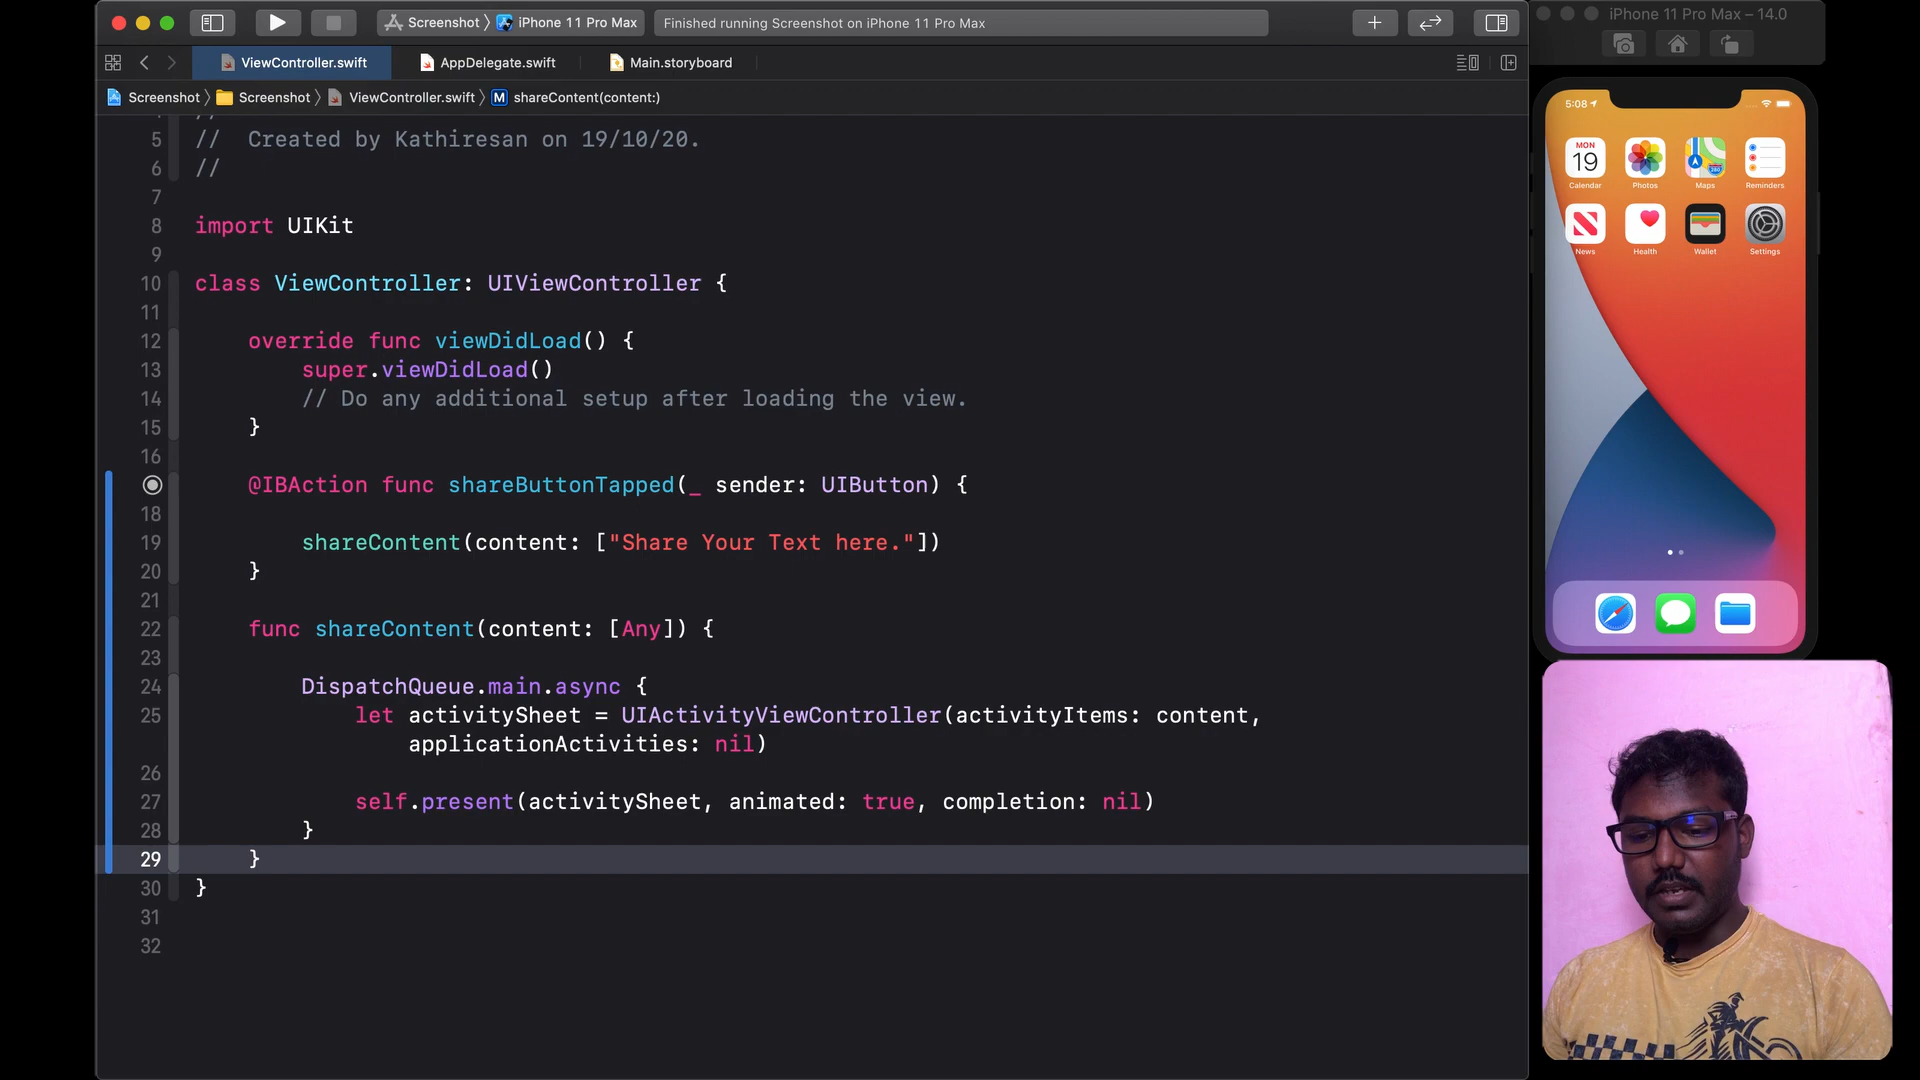 Screenshot 〉 iPhone 11 Pro Max
Finished running Screenshot on iPhone 11 Pro Max
iPhone 11 Pro Max – 14.0
ViewController.swift
AppDelegate.swift
Main.storyboard
Screenshot 〉 Screenshot 〉 ViewController.swift 〉 M shareContent(content:)
5 //  Created by Kathiresan on 19/10/20.
6 //
7
8 import UIKit
9
10 class ViewController: UIViewController {
11
12 override func viewDidLoad() {
13 super.viewDidLoad()
14 // Do any additional setup after loading the view.
15 }
16
@IBAction func shareButtonTapped(_ sender: UIButton) {
18
19 shareContent(content: ["Share Your Text here."])
20 }
21
22 func shareContent(content: [Any]) {
23
24 DispatchQueue.main.async {
25 let activitySheet = UIActivityViewController(activityItems: content,
applicationActivities: nil)
26
27 self.present(activitySheet, animated: true, completion: nil)
28 }
29 }
30 }
31
32
5:08
MON
19
Calendar
Photos
Maps
Reminders
News
Health
Wallet
Settings